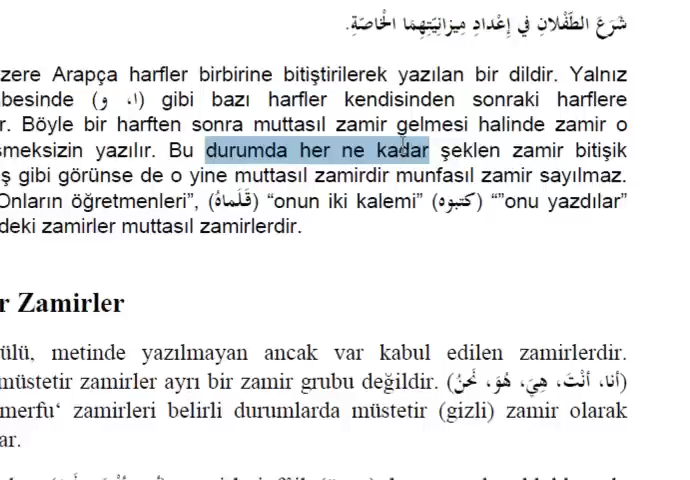 شَرَعَ الطِّفْلَانِ فِي إِعْدَادِ مِيزَانِيَّتِهِمَا الْخَاصَّةِ.
zere Arapça harfler birbirine bitiştirilerek yazılan bir dildir. Yalnız
besinde (ا، و) gibi bazı harfler kendisinden sonraki harflere
r. Böyle bir harften sonra muttasıl zamir gelmesi halinde zamir o
şmeksizin yazılır. Bu durumda her ne kadar şeklen zamir bitişik
ş gibi görünse de o yine muttasıl zamirdir munfasıl zamir sayılmaz.
Onların öğretmenleri”, (قَلَمَاهُ) “onun iki kalemi” (كتبوه) “”onu yazdılar”
deki zamirler muttasıl zamirlerdir.
r Zamirler
ülü, metinde yazılmayan ancak var kabul edilen zamirlerdir.
müstetir zamirler ayrı bir zamir grubu değildir. (أنا، أَنْتَ، هِيَ، هُوَ، نَحْنُ)
merfu‘ zamirleri belirli durumlarda müstetir (gizli) zamir olarak
ar.